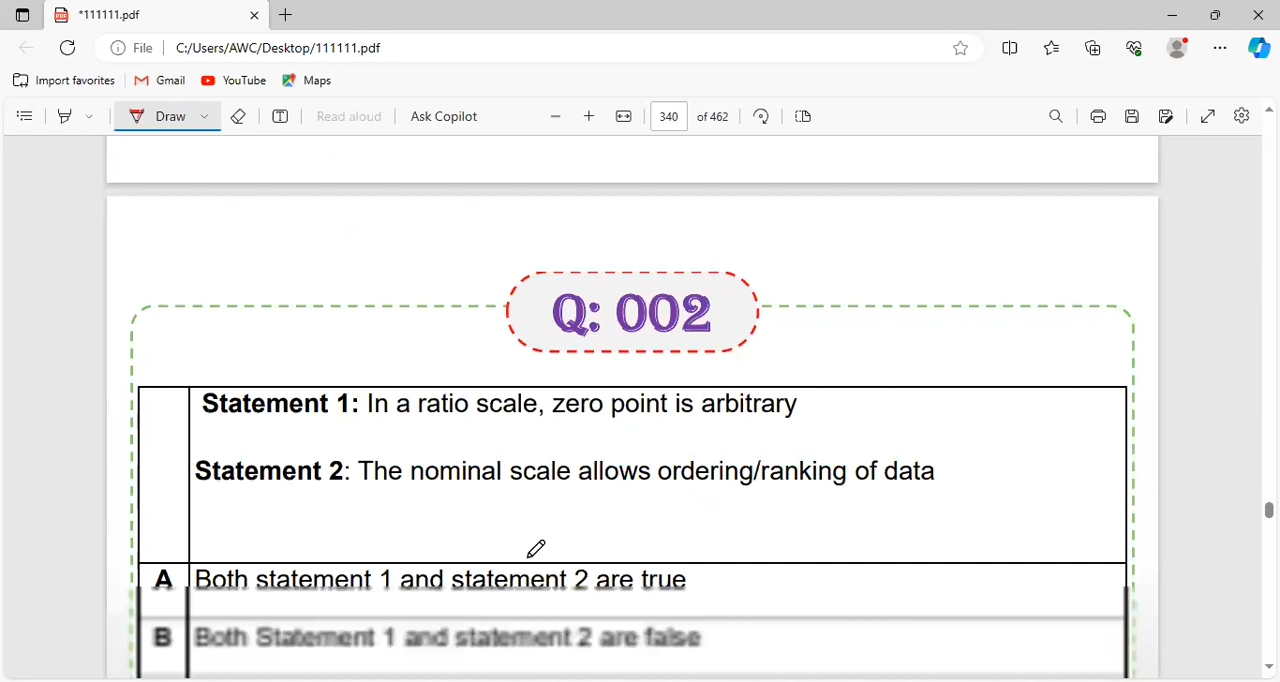 *111111.pdf
File C:/Users/AWC/Desktop/111111.pdf
Import favorites Gmail YouTube Maps
Draw Read aloud Ask Copilot 340 of 462
Q: 002
Statement 1: In a ratio scale, zero point is arbitrary
Statement 2: The nominal scale allows ordering/ranking of data
A Both statement 1 and statement 2 are true
B Both Statement 1 and statement 2 are false